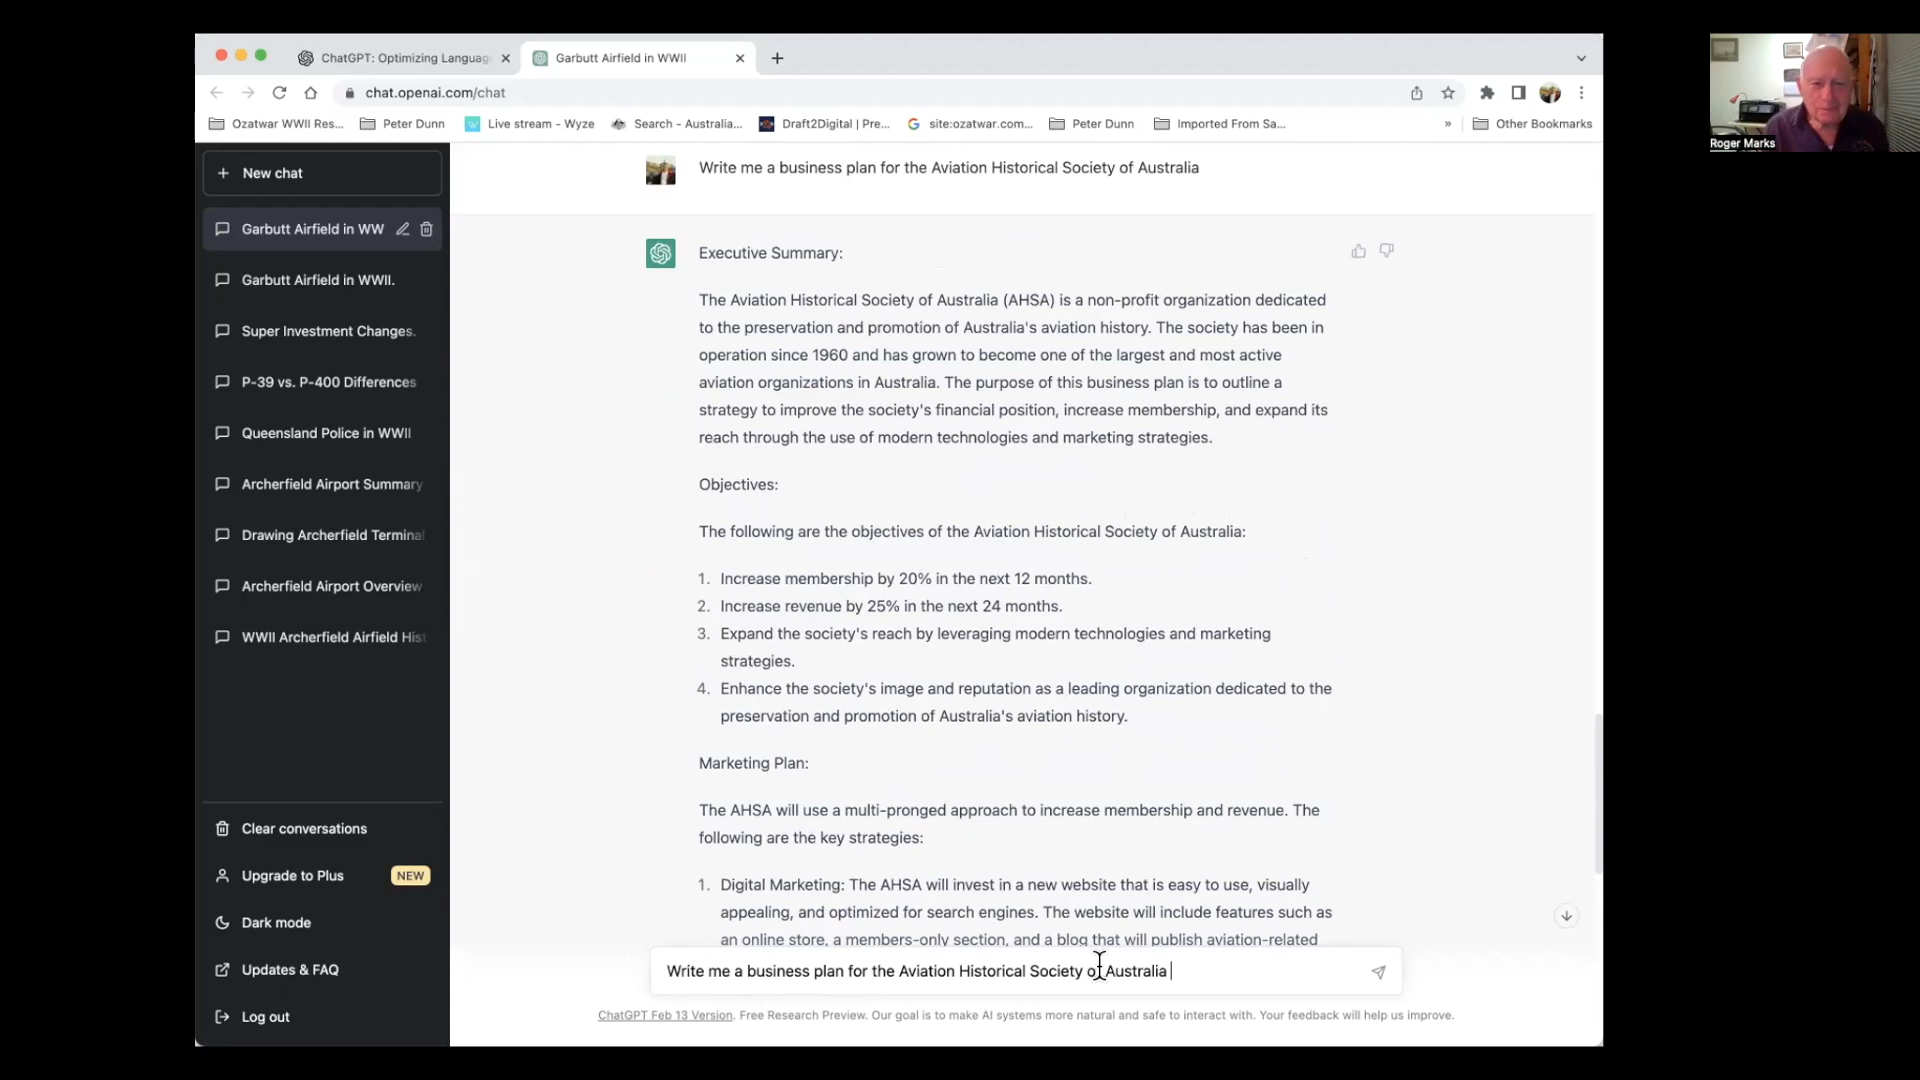 ChatGPT: Optimizing Languag
Garbutt Airfield in WWII
chat.openai.com/chat
Ozatwar WWII Res...
Peter Dunn
Live stream - Wyze
Search - Australia...
Draft2Digital | Pre...
site:ozatwar.com...
Peter Dunn
Imported From Sa...
»
Other Bookmarks
Roger Marks
+ New chat
Garbutt Airfield in WW
Garbutt Airfield in WWII.
Super Investment Changes.
P-39 vs. P-400 Differences
Queensland Police in WWII
Archerfield Airport Summary
Drawing Archerfield Terminal
Archerfield Airport Overview
WWII Archerfield Airfield Hist
Clear conversations
Upgrade to Plus NEW
Dark mode
Updates & FAQ
Log out
Write me a business plan for the Aviation Historical Society of Australia
Executive Summary:
The Aviation Historical Society of Australia (AHSA) is a non-profit organization dedicated
to the preservation and promotion of Australia's aviation history. The society has been in
operation since 1960 and has grown to become one of the largest and most active
aviation organizations in Australia. The purpose of this business plan is to outline a
strategy to improve the society's financial position, increase membership, and expand its
reach through the use of modern technologies and marketing strategies.
Objectives:
The following are the objectives of the Aviation Historical Society of Australia:
1. Increase membership by 20% in the next 12 months.
2. Increase revenue by 25% in the next 24 months.
3. Expand the society's reach by leveraging modern technologies and marketing
strategies.
4. Enhance the society's image and reputation as a leading organization dedicated to the
preservation and promotion of Australia's aviation history.
Marketing Plan:
The AHSA will use a multi-pronged approach to increase membership and revenue. The
following are the key strategies:
1. Digital Marketing: The AHSA will invest in a new website that is easy to use, visually
appealing, and optimized for search engines. The website will include features such as
an online store, a members-only section, and a blog that will publish aviation-related
Write me a business plan for the Aviation Historical Society of Australia
ChatGPT Feb 13 Version. Free Research Preview. Our goal is to make AI systems more natural and safe to interact with. Your feedback will help us improve.